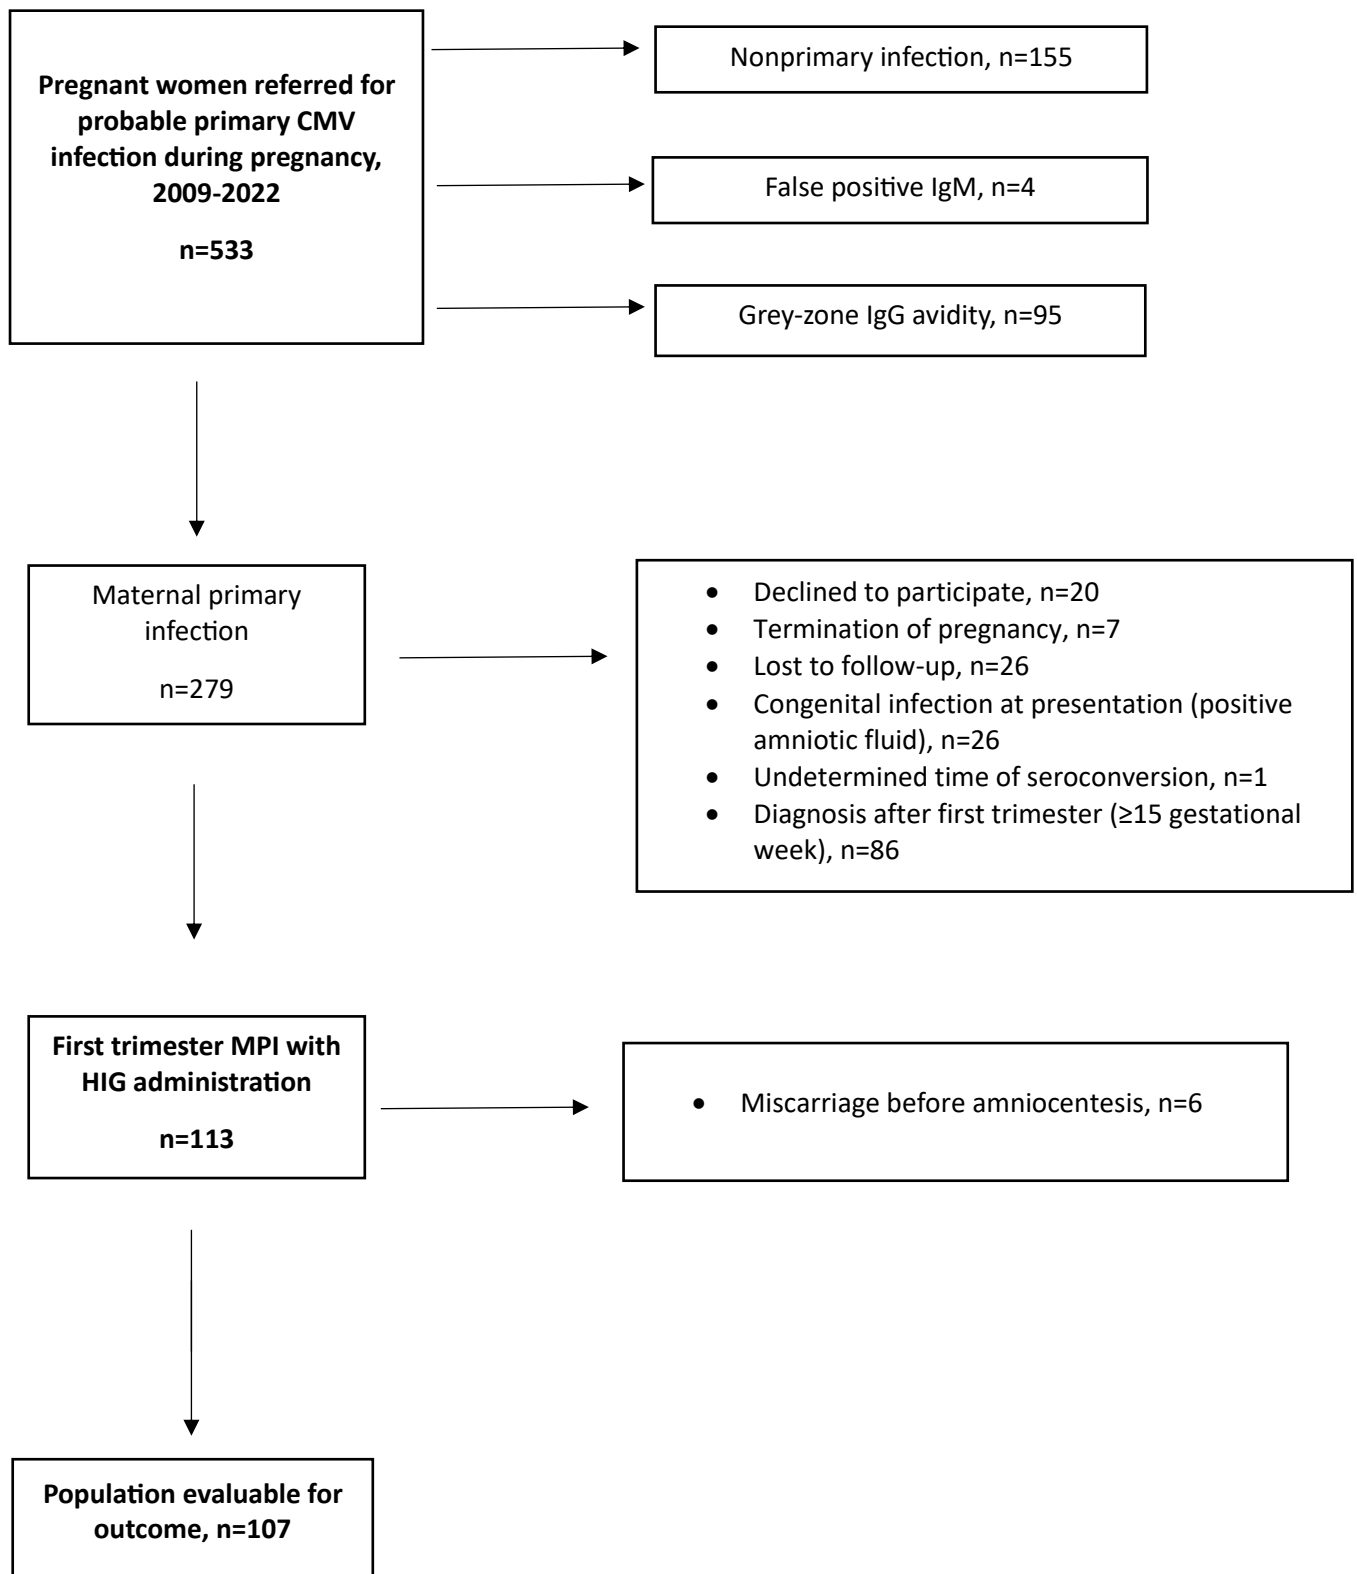 Pregnant women referred for
probable primary CMV
infection during pregnancy,
2009-2022
n=533
Nonprimary infection, n=155
False positive IgM, n=4
Grey-zone IgG avidity, n=95
Maternal primary
infection
n=279
• Declined to participate, n=20
• Termination of pregnancy, n=7
• Lost to follow-up, n=26
• Congenital infection at presentation (positive
amniotic fluid), n=26
• Undetermined time of seroconversion, n=1
• Diagnosis after first trimester (≥15 gestational
week), n=86
First trimester MPI with
HIG administration
n=113
• Miscarriage before amniocentesis, n=6
Population evaluable for
outcome, n=107